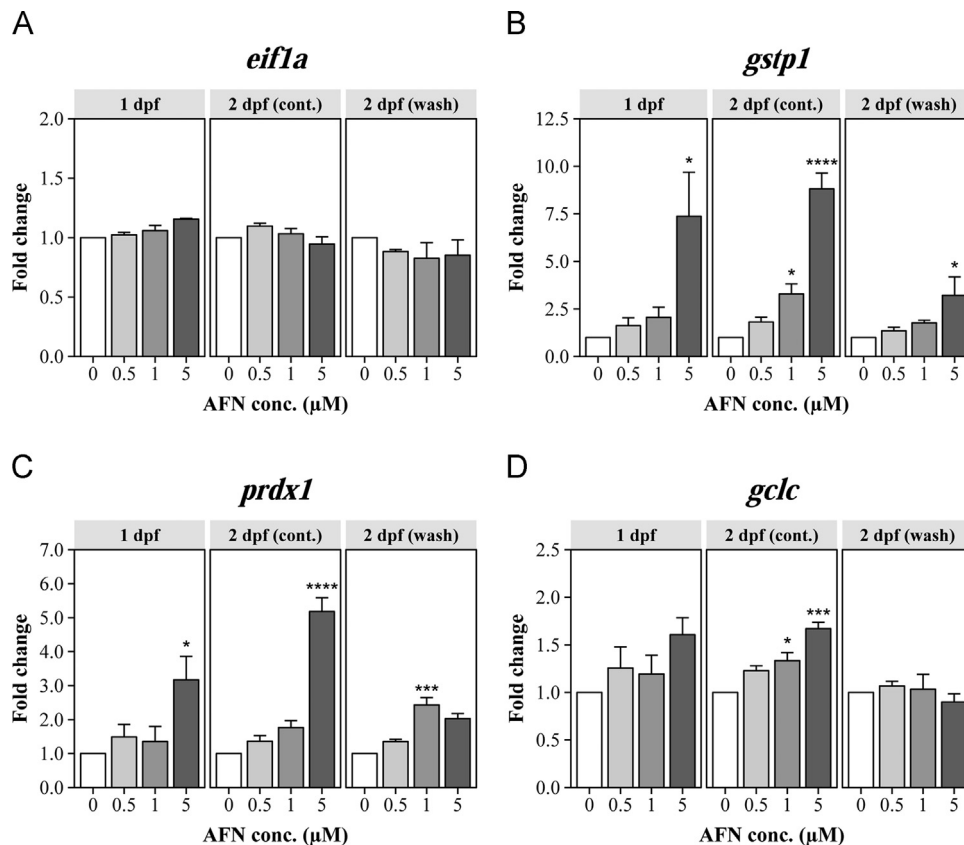 A
eif1a
1 dpf 2 dpf (cont.) 2 dpf (wash)
2.0
1.5
1.0
0.5
0.0
Fold change
0 0.5 1 5 0 0.5 1 5 0 0.5 1 5
AFN conc. (µM)
B
gstp1
1 dpf 2 dpf (cont.) 2 dpf (wash)
12.5
10.0
7.5
5.0
2.5
0.0
Fold change
* * **** *
0 0.5 1 5 0 0.5 1 5 0 0.5 1 5
AFN conc. (µM)
C
prdx1
1 dpf 2 dpf (cont.) 2 dpf (wash)
7.0
6.0
5.0
4.0
3.0
2.0
1.0
0.0
Fold change
* **** ***
0 0.5 1 5 0 0.5 1 5 0 0.5 1 5
AFN conc. (µM)
D
gclc
1 dpf 2 dpf (cont.) 2 dpf (wash)
2.5
2.0
1.5
1.0
0.5
0.0
Fold change
* ***
0 0.5 1 5 0 0.5 1 5 0 0.5 1 5
AFN conc. (µM)